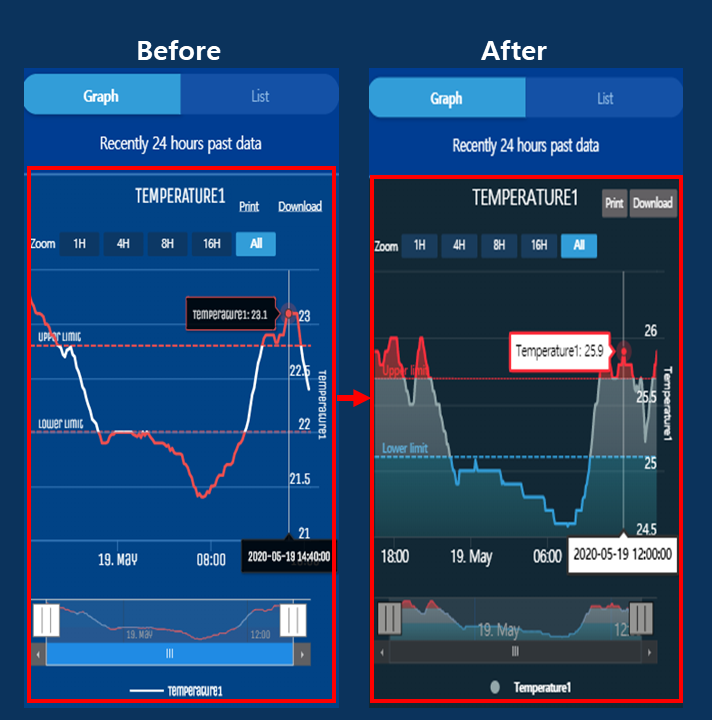 Before
Graph List
Recently 24 hours past data
TEMPERATURE1
Print Download
Zoom 1H 4H 8H 16H All
Temperature1: 23.1
23
Upper limit
22.5
Temperature1
Lower limit
22
21.5
21
2020-05-19 14:40:00
19. May 08:00
19. May 12:00
Temperature1
After
Graph List
Recently 24 hours past data
TEMPERATURE1
Print Download
Zoom 1H 4H 8H 16H All
26
Temperature1: 25.9
Upper limit
Temperature1
25.5
Lower limit
25
24.5
18:00 19. May 06:00
2020-05-19 12:00:00
19. May 12:
Temperature1